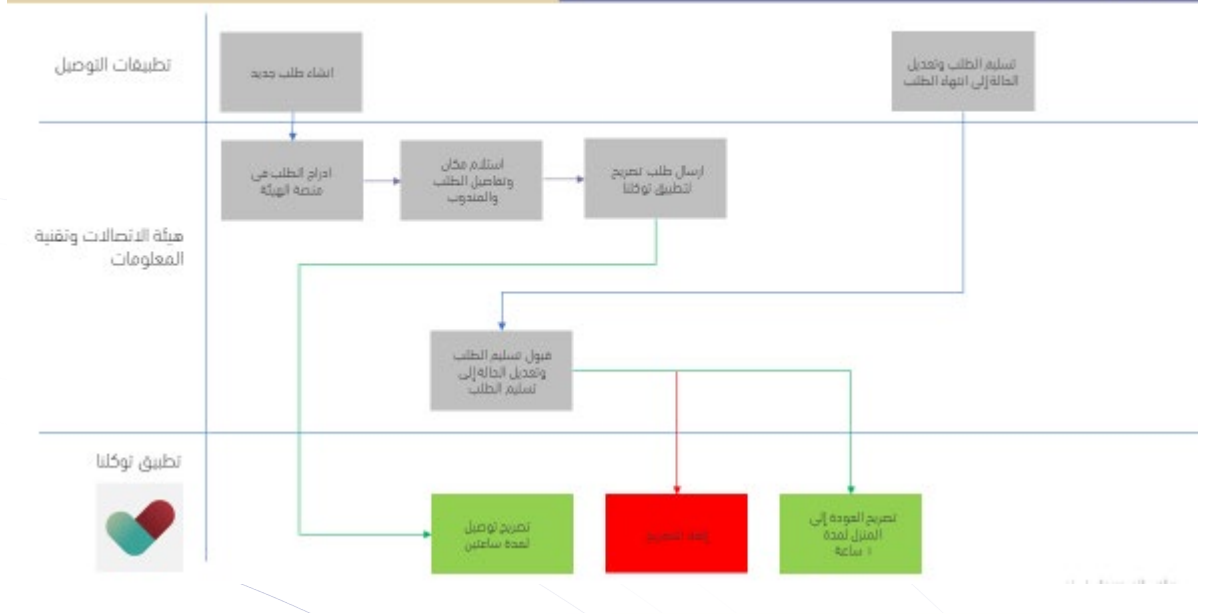 تطبيقات التوصيل
انشاء طلب جديد
تسليم الطلب وتعديل
الحالة إلى انتهاء الطلب
هيئة الاتصالات وتقنية
المعلومات
ادراج الطلب في
منصة الهيئة
استلام مكان
وتفاصيل الطلب
والمندوب
ارسال طلب تصريح
لتطبيق توكلنا
قبول تسليم الطلب
وتعديل الحالة إلى
تسليم الطلب
تطبيق توكلنا
تصريح توصيل
لمدة ساعتين
إلغاء التصريح
تصريح العودة إلى
المنزل لمدة
١ ساعة